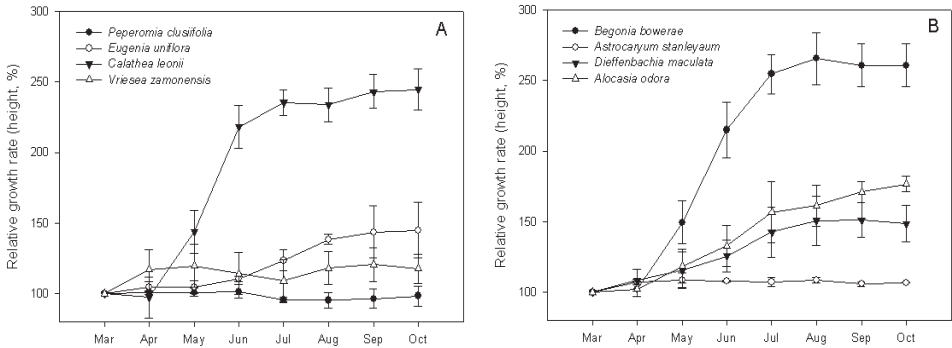 A
Peperomia clusiifolia
Eugenia uniflora
Calathea leonii
Vriesea zamonensis
Relative growth rate (height, %)
300
250
200
150
100
Mar Apr May Jun Jul Aug Sep Oct
B
Begonia bowerae
Astrocaryum stanleyaum
Dieffenbachia maculata
Alocasia odora
Relative growth rate (height, %)
300
250
200
150
100
Mar Apr May Jun Jul Aug Sep Oct